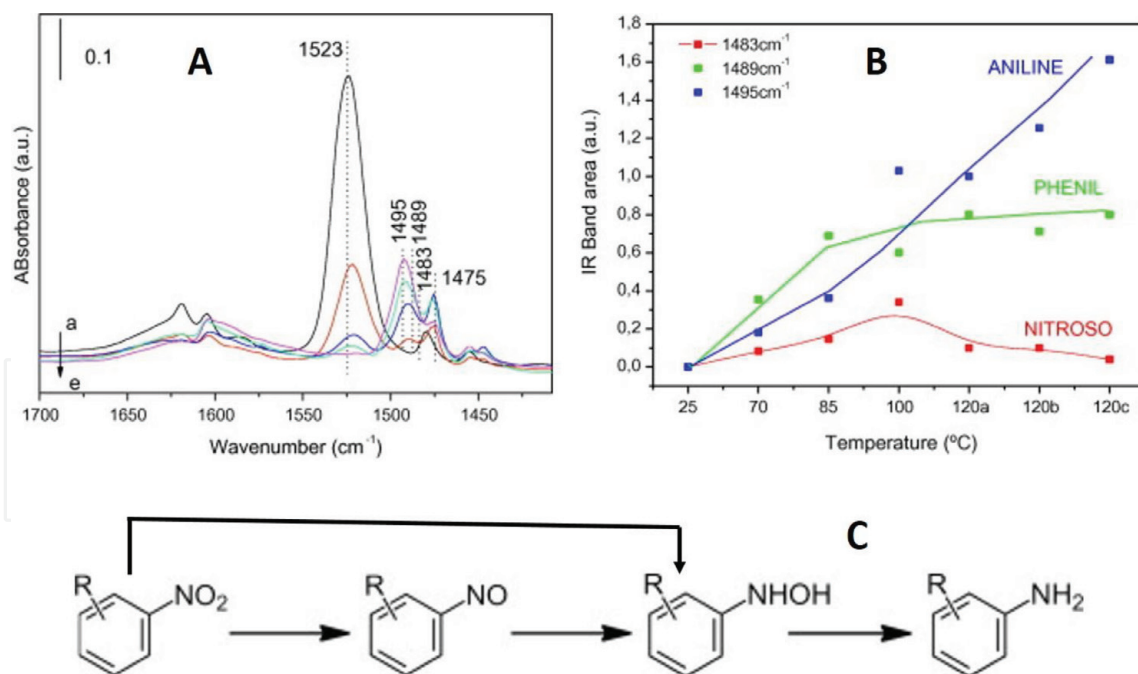 0.1
A
1523
1495
1489
1483
1475
a
e
ABsorbance (a.u.)
1700 1650 1600 1550 1500 1450
Wavenumber (cm⁻¹)
B
1483cm⁻¹
1489cm⁻¹
1495cm⁻¹
ANILINE
PHENIL
NITROSO
IR Band area (a.u.)
1,8
1,6
1,4
1,2
1,0
0,8
0,6
0,4
0,2
0,0
25 70 85 100 120a 120b 120c
Temperature (ºC)
C
R NO₂ R NO R NHOH R NH₂